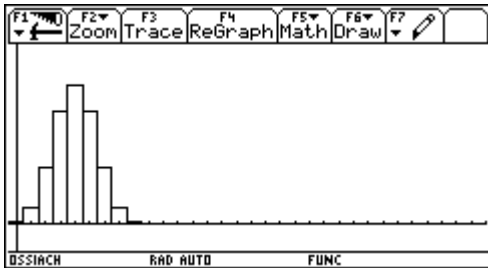 F1 F2 F3 F4 F5 F6 F7
Zoom Trace ReGraph Math Draw
OSSIACH RAD AUTO FUNC